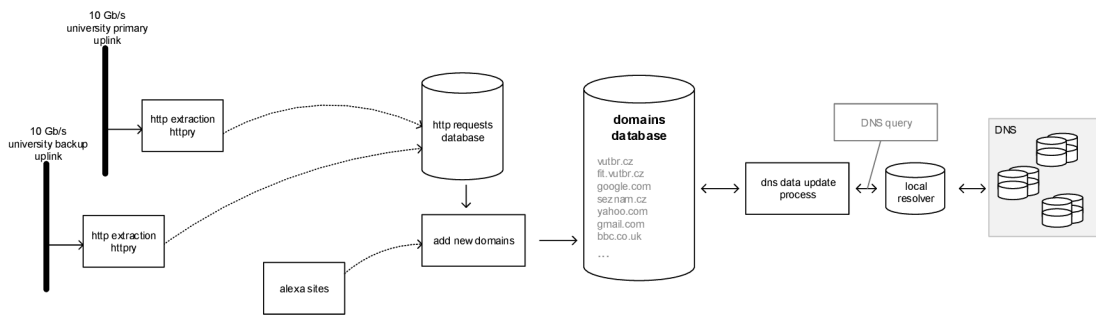 10 Gb/s
university primary
uplink
http extraction
httpry
10 Gb/s
university backup
uplink
http extraction
httpry
http requests
database
add new domains
alexa sites
domains
database
vutbr.cz
fit.vutbr.cz
google.com
seznam.cz
yahoo.com
gmail.com
bbc.co.uk
...
dns data update
process
DNS query
local
resolver
DNS